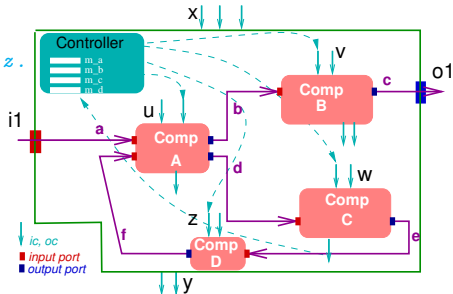 x
Controller
m_a
m_b
m_c
m_d
z .
v
c
o1
Comp
B
i1
a
u
b
Comp
A
d
w
Comp
C
z
f
e
Comp
D
ic, oc
input port
output port
y